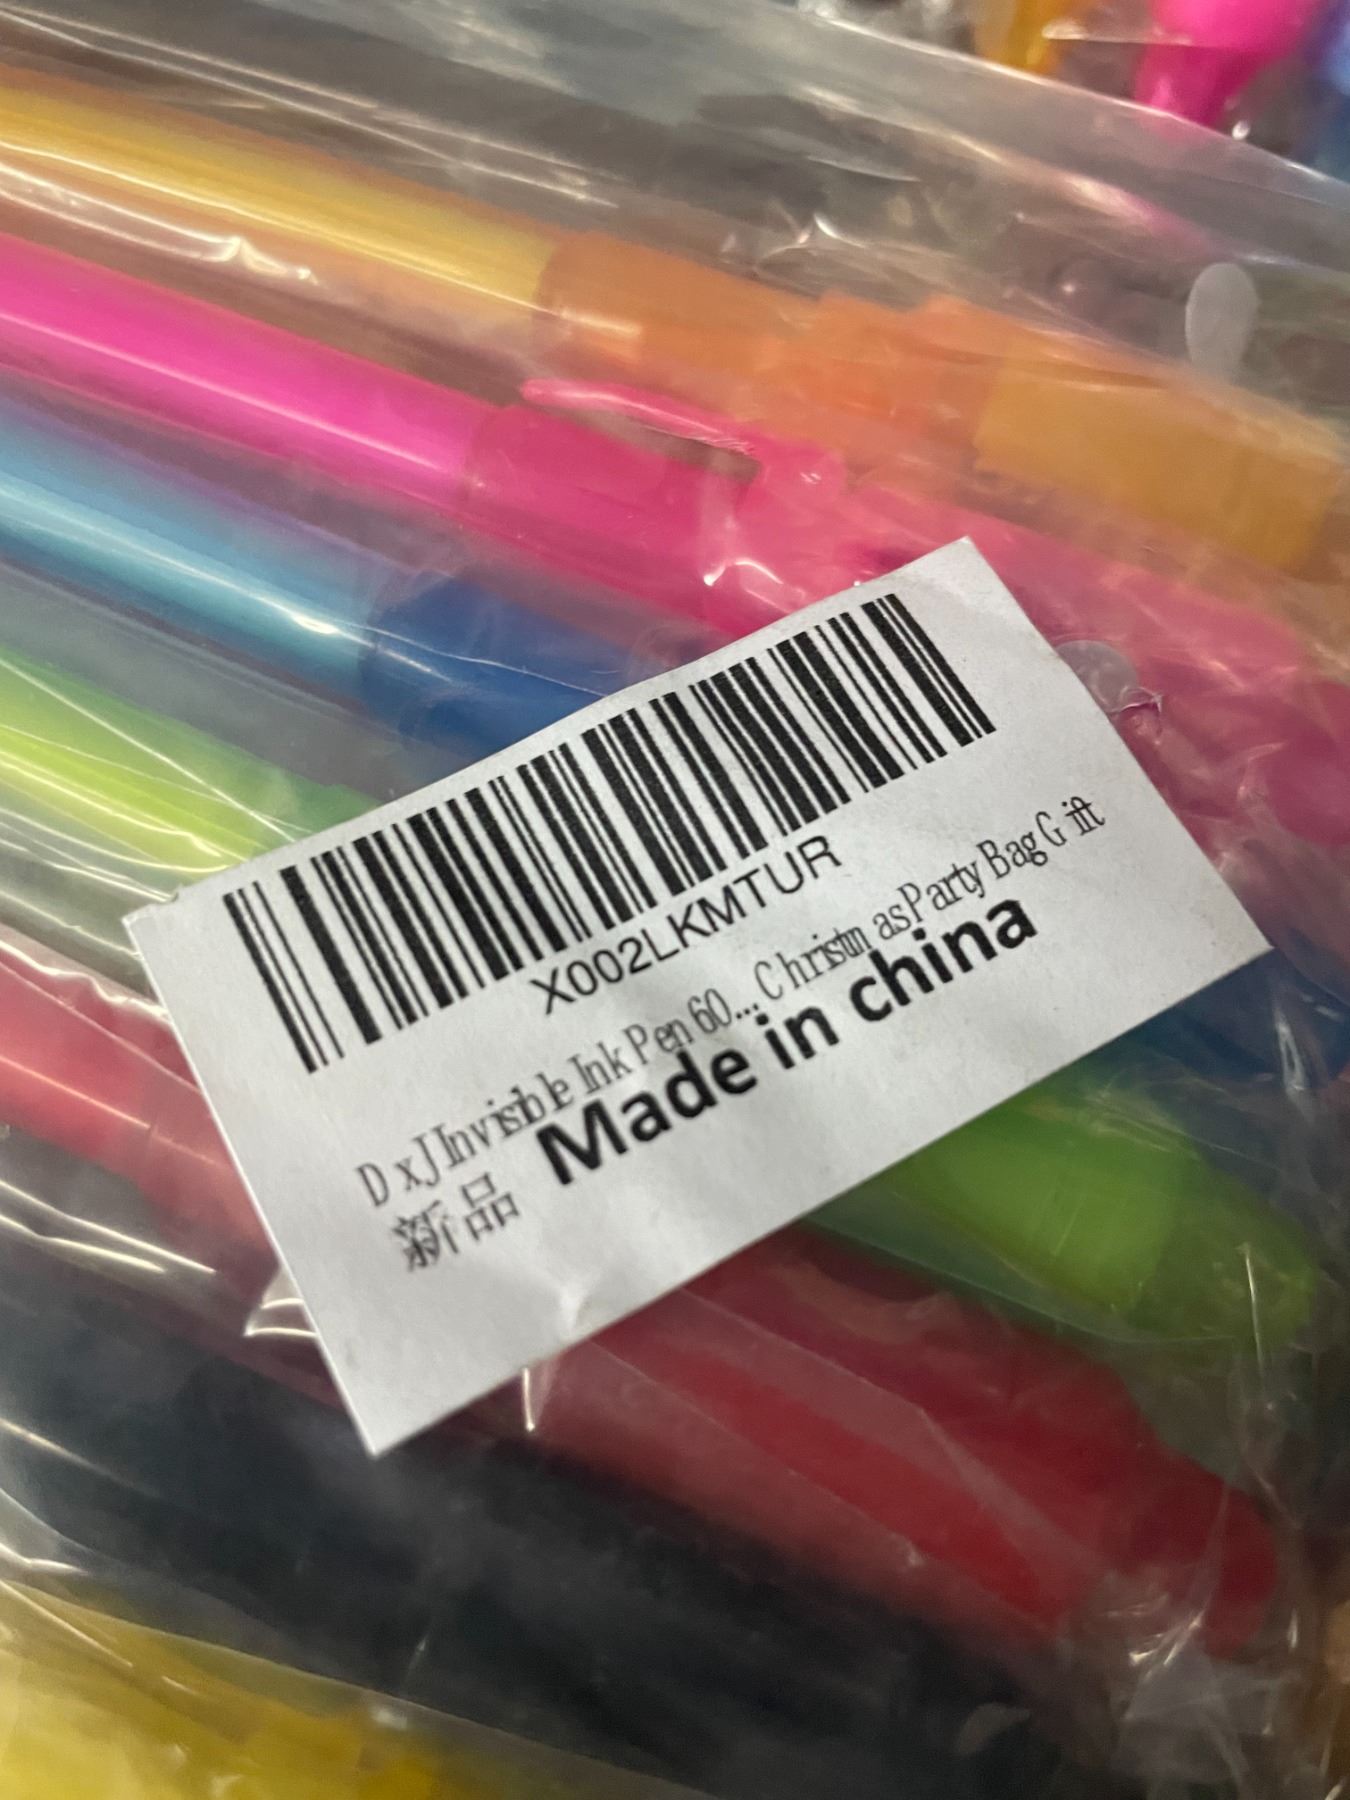 X002LKMTUR
DxJ Invisible Ink Pen 60... Christmas Party Bag Gift
新品 Made in china